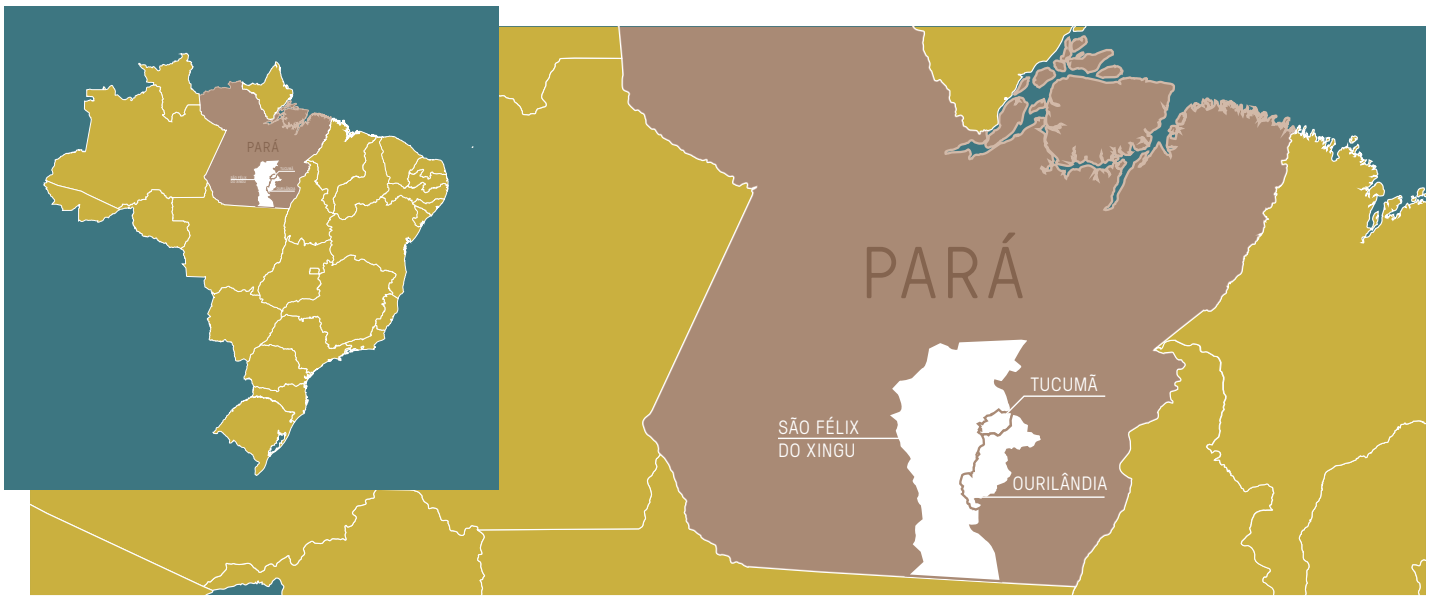 PARÁ
PARÁ
TUCUMÃ
SÃO FÉLIX
DO XINGU
OURILÂNDIA